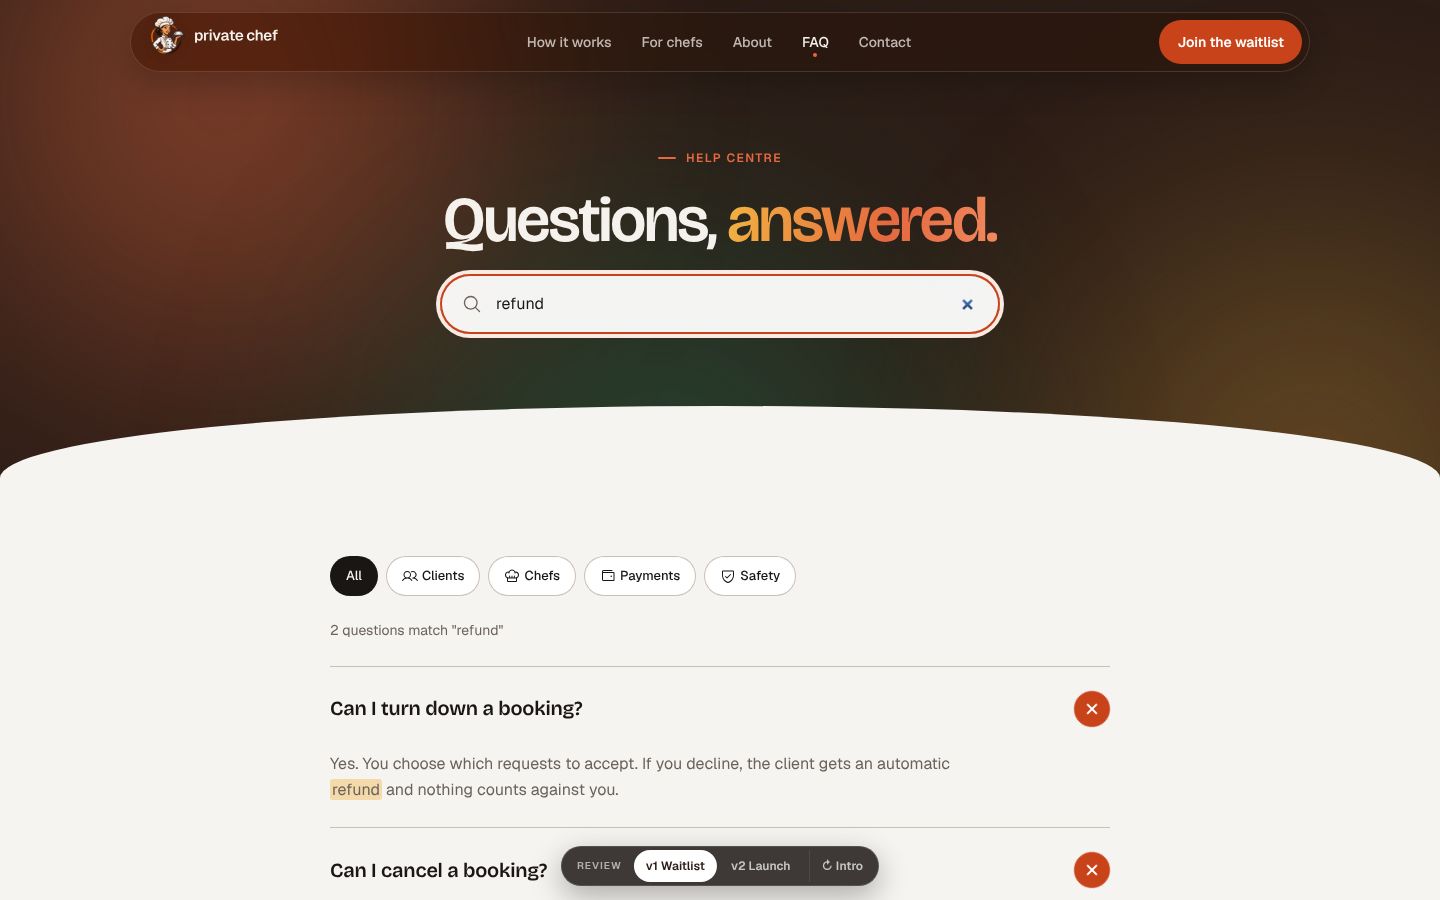 private chef
How it works
For chefs
About
FAQ
Contact
Join the waitlist
HELP CENTRE
Questions, answered.
refund
All
Clients
Chefs
Payments
Safety
2 questions match "refund"
Can I turn down a booking?
Yes. You choose which requests to accept. If you decline, the client gets an automatic
refund and nothing counts against you.
Can I cancel a booking?
REVIEW
v1 Waitlist
v2 Launch
↻ Intro